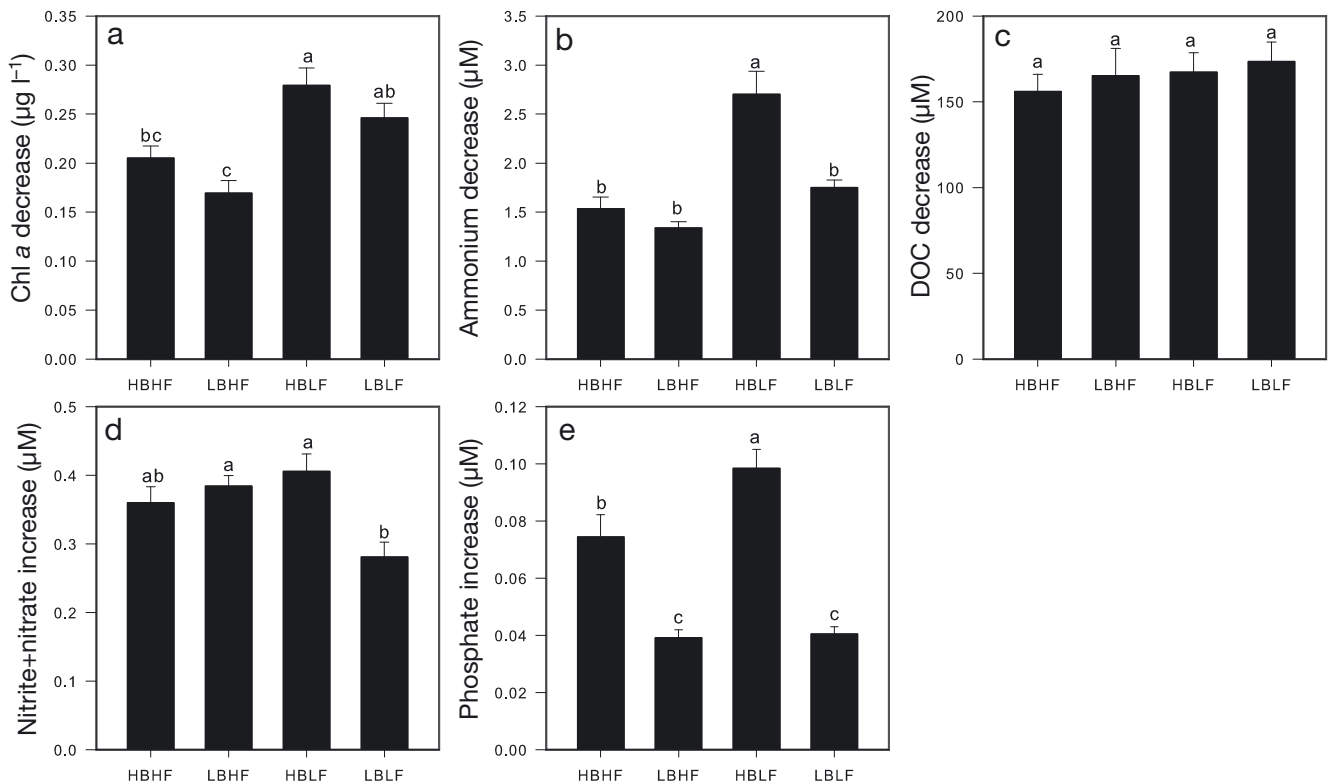 a
Chl a decrease (µg l⁻¹)
0.35
0.30
0.25
0.20
0.15
0.10
0.05
0.00
bc
c
a
ab
HBHF
LBHF
HBLF
LBLF
b
Ammonium decrease (µM)
3.5
3.0
2.5
2.0
1.5
1.0
0.5
0.0
b
b
a
b
HBHF
LBHF
HBLF
LBLF
c
DOC decrease (µM)
200
150
100
50
0
a
a
a
a
HBHF
LBHF
HBLF
LBLF
d
Nitrite+nitrate increase (µM)
0.5
0.4
0.3
0.2
0.1
0.0
ab
a
a
b
HBHF
LBHF
HBLF
LBLF
e
Phosphate increase (µM)
0.12
0.10
0.08
0.06
0.04
0.02
0.00
b
c
a
c
HBHF
LBHF
HBLF
LBLF